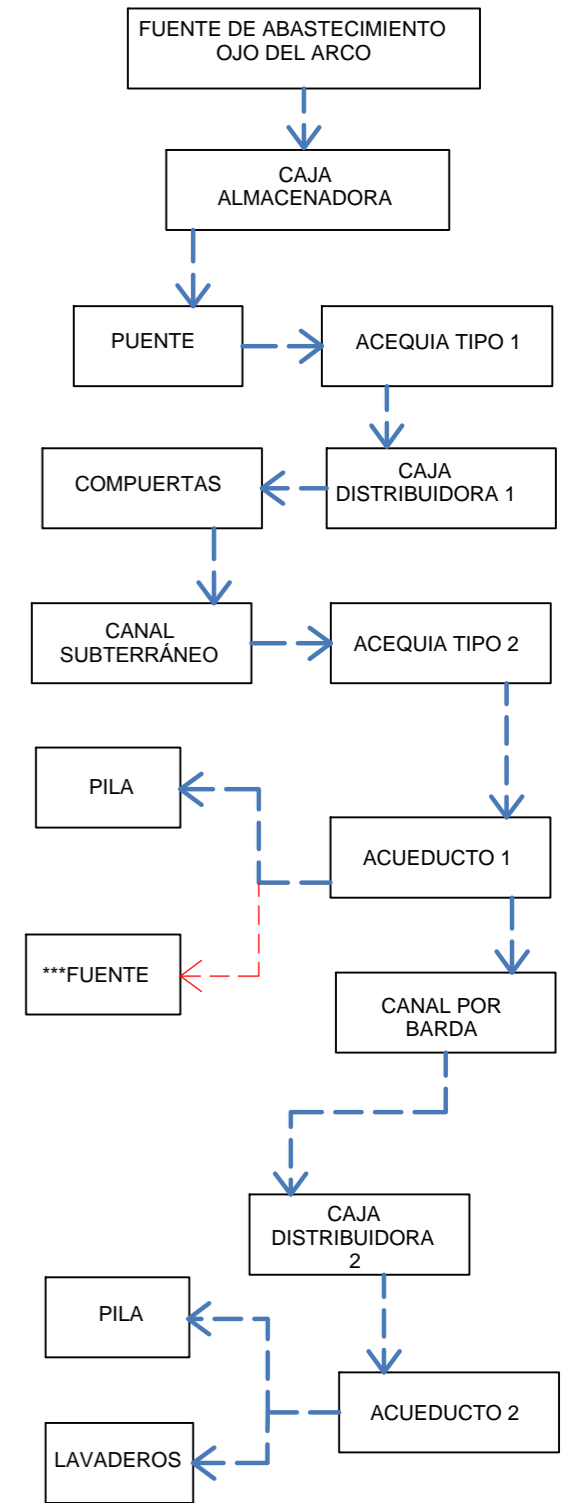 FUENTE DE ABASTECIMIENTO
OJO DEL ARCO
CAJA
ALMACENADORA
PUENTE
ACEQUIA TIPO 1
COMPUERTAS
CAJA
DISTRIBUIDORA 1
CANAL
SUBTERRÁNEO
ACEQUIA TIPO 2
PILA
ACUEDUCTO 1
***FUENTE
CANAL POR
BARDA
CAJA
DISTRIBUIDORA
2
PILA
ACUEDUCTO 2
LAVADEROS